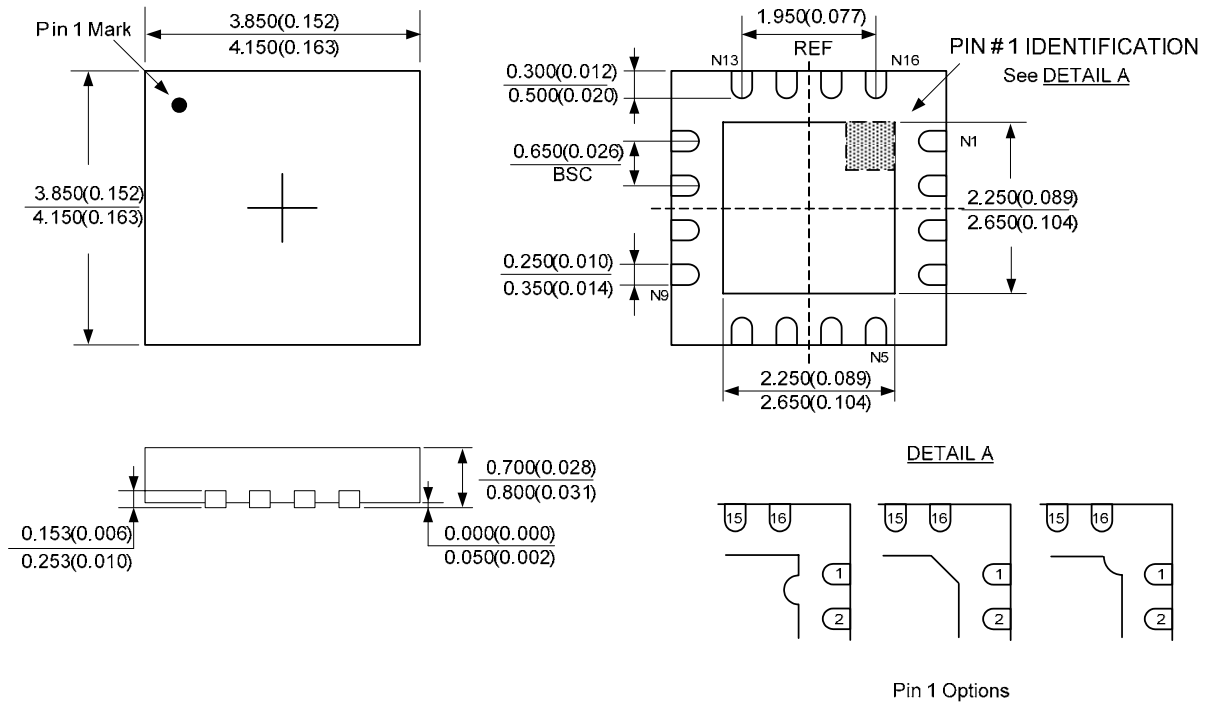 Pin 1 Mark
3.850(0.152)
4.150(0.163)
3.850(0.152)
4.150(0.163)
1.950(0.077)
REF
N13
N16
PIN # 1 IDENTIFICATION
See DETAIL A
0.300(0.012)
0.500(0.020)
N1
0.650(0.026)
BSC
2.250(0.089)
2.650(0.104)
0.250(0.010)
0.350(0.014)
N9
N5
2.250(0.089)
2.650(0.104)
0.700(0.028)
0.800(0.031)
0.153(0.006)
0.253(0.010)
0.000(0.000)
0.050(0.002)
DETAIL A
15 16
1
2
15 16
1
2
15 16
1
2
Pin 1 Options